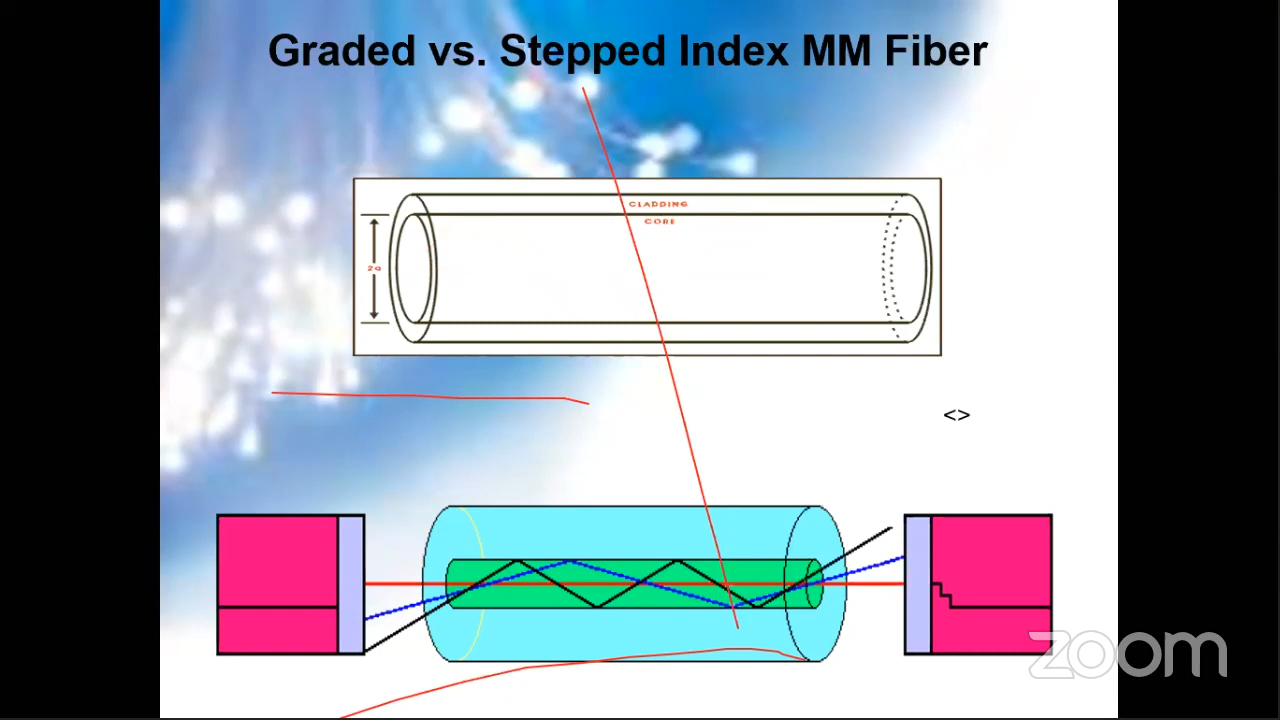 Graded vs. Stepped Index MM Fiber
CLADDING
CORE
2a
<>
zoom